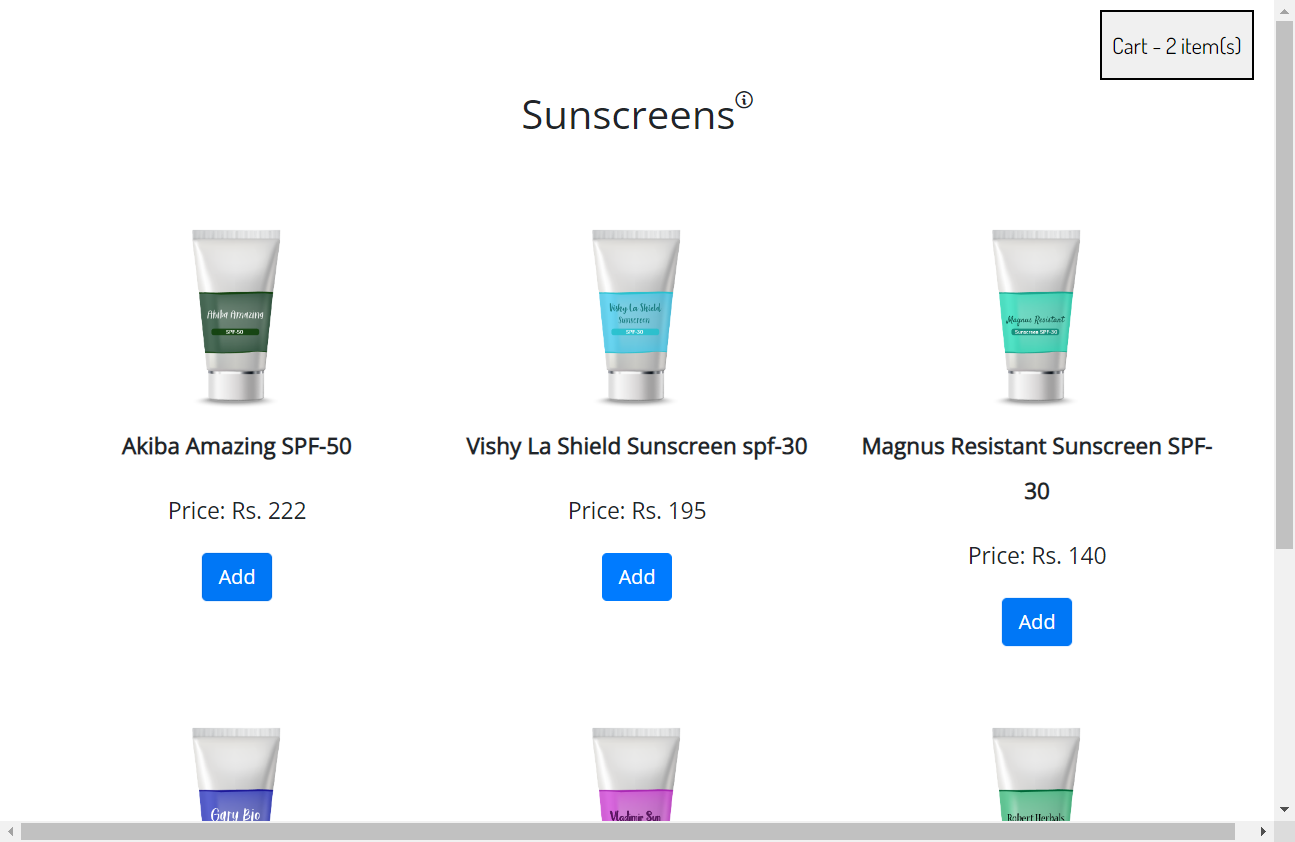 Cart - 2 item(s)
Sunscreens
Akiba Amazing
SPF-50
Vishy La Shield
Sunscreen
SPF-30
Magnus Resistant
Sunscreen SPF-30
Akiba Amazing SPF-50
Vishy La Shield Sunscreen spf-30
Magnus Resistant Sunscreen SPF-
30
Price: Rs. 222
Price: Rs. 195
Price: Rs. 140
Add
Add
Add
Gary Bio
Vladimir Sun
Robert Herbals